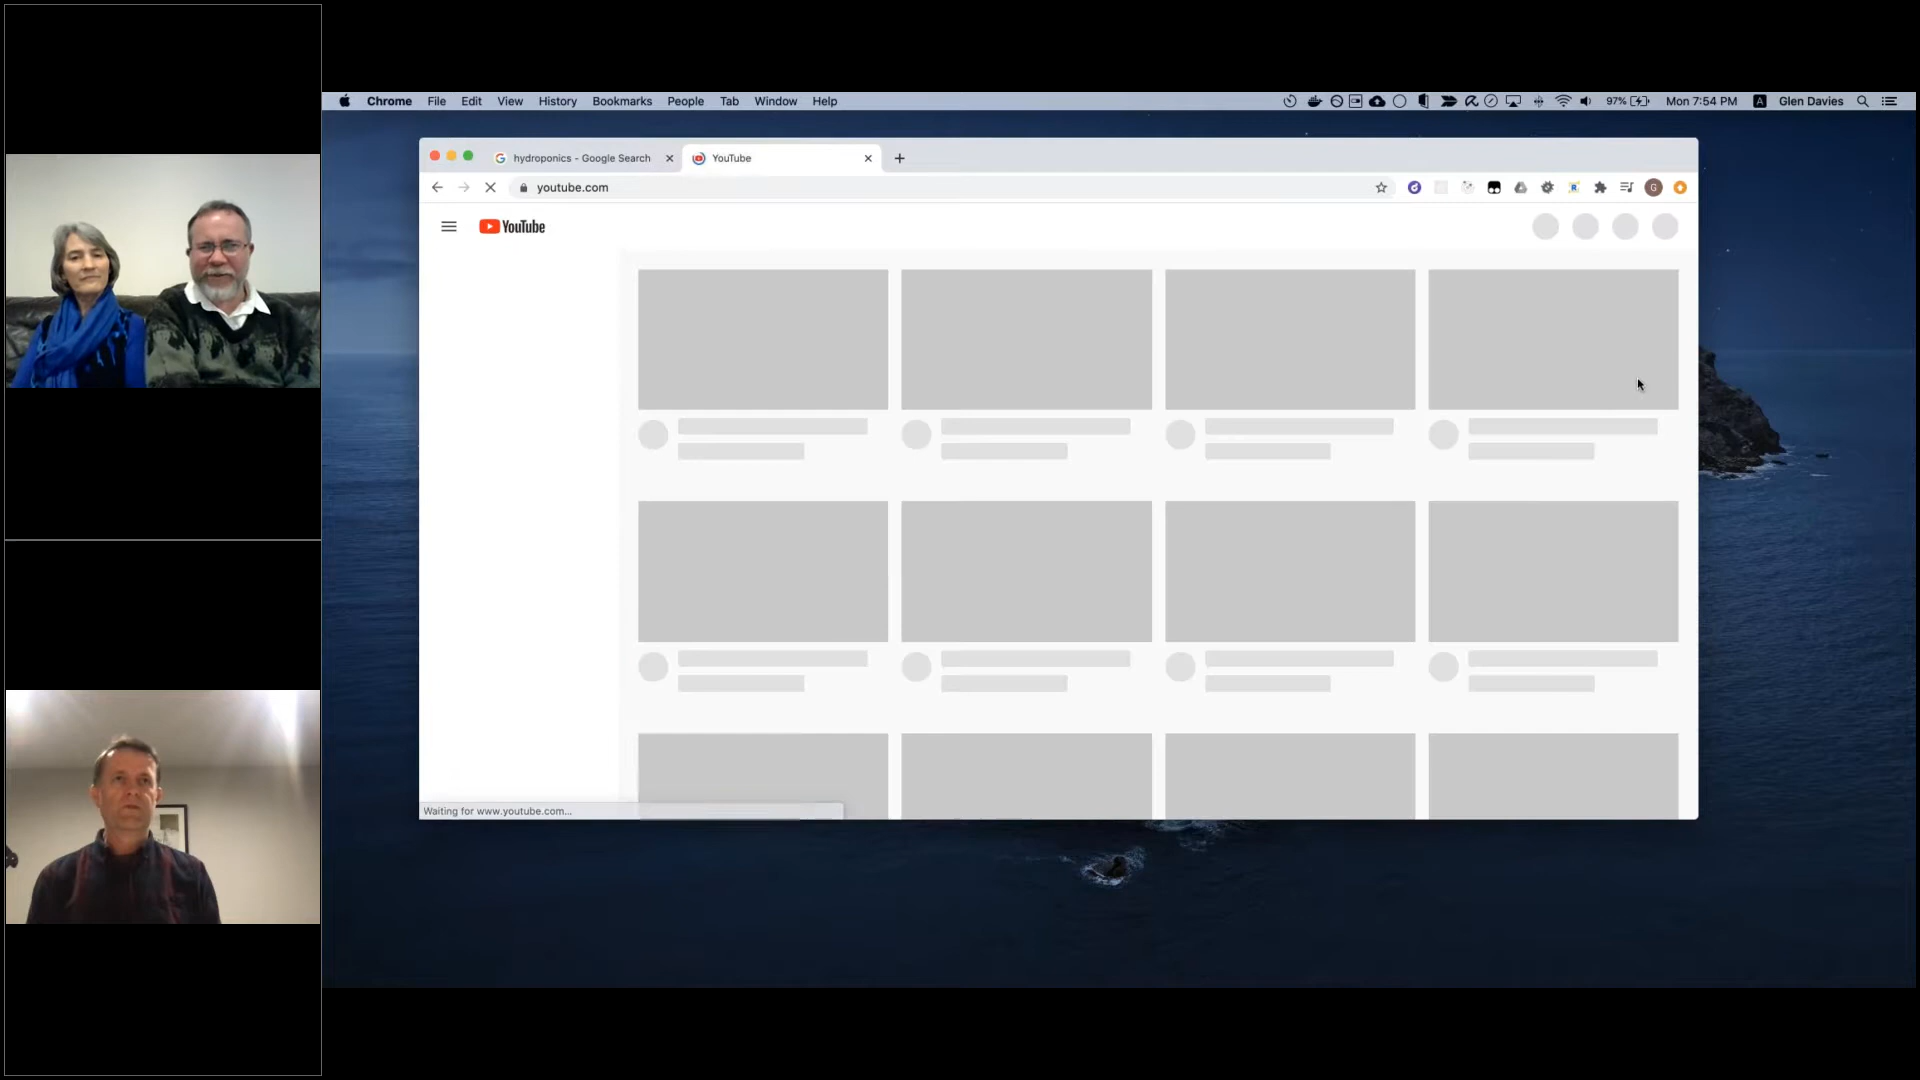 Chrome File Edit View History Bookmarks People Tab Window Help 97% Mon 7:54 PM A Glen Davies
hydroponics - Google Search YouTube
youtube.com R G
YouTube
Waiting for www.youtube.com...